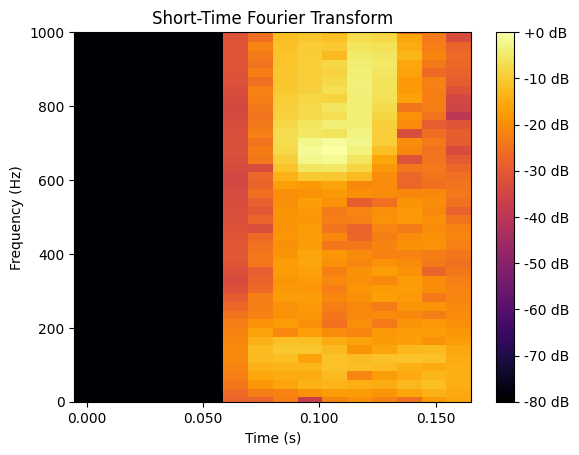 Short-Time Fourier Transform
1000
800
600
400
200
0
Frequency (Hz)
0.000
0.050
0.100
0.150
Time (s)
+0 dB
-10 dB
-20 dB
-30 dB
-40 dB
-50 dB
-60 dB
-70 dB
-80 dB